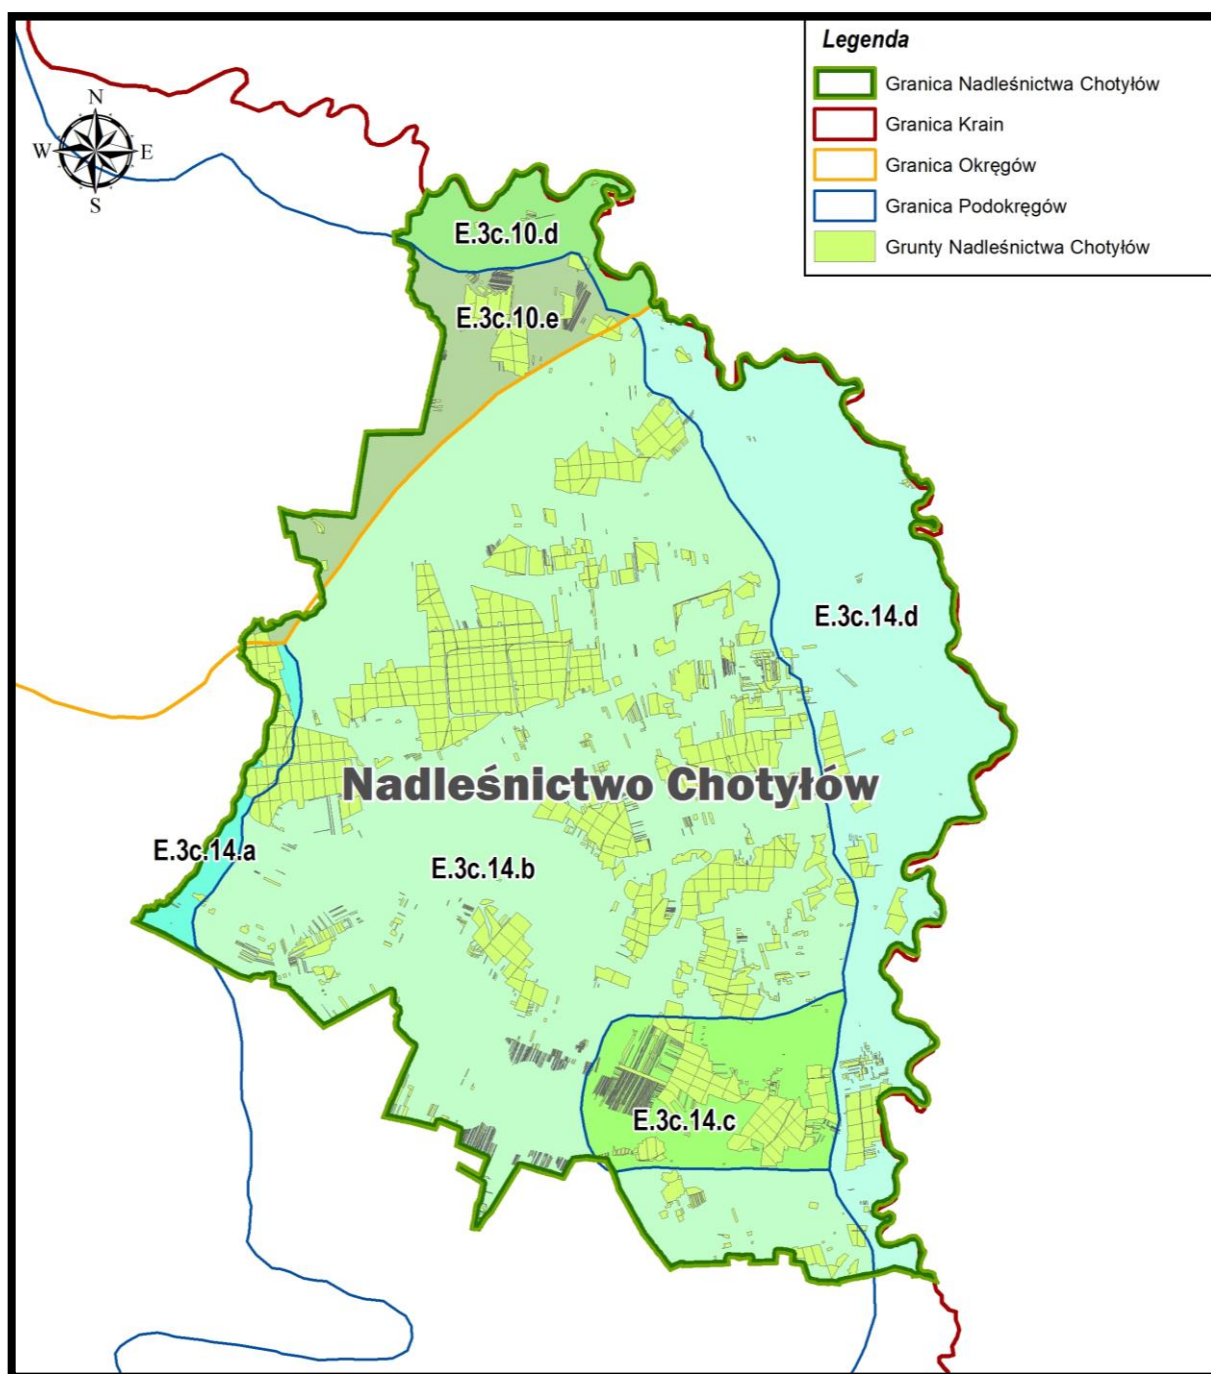 Legenda
Granica Nadleśnictwa Chotyłów
Granica Krain
Granica Okręgów
Granica Podokręgów
Grunty Nadleśnictwa Chotyłów
N
W
E
S
E.3c.10.d
E.3c.10.e
E.3c.14.d
Nadleśnictwo Chotyłów
E.3c.14.a
E.3c.14.b
E.3c.14.c